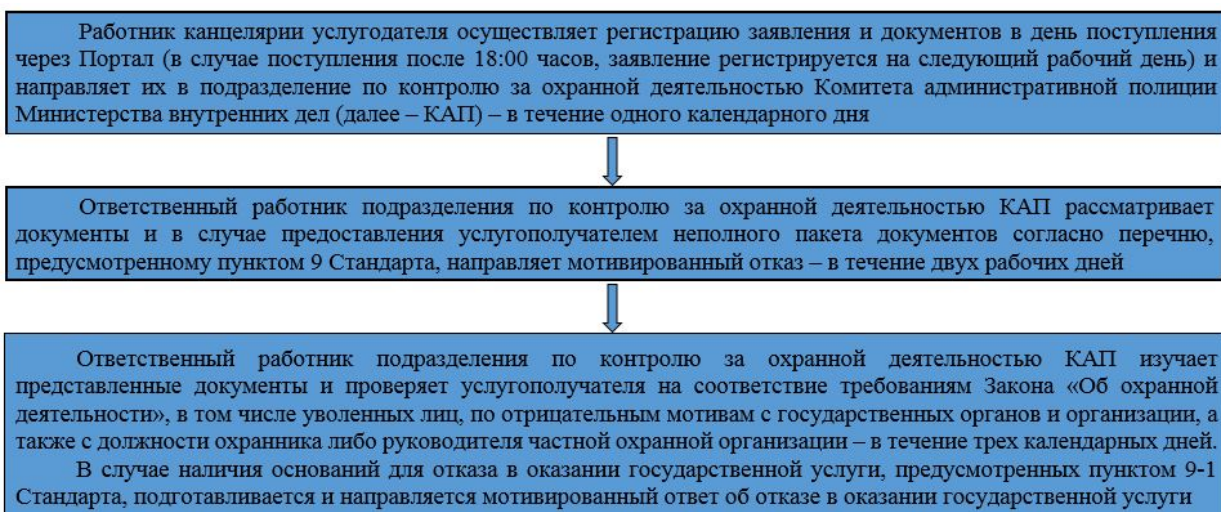 Работник канцелярии услугодателя осуществляет регистрацию заявления и документов в день поступления
через Портал (в случае поступления после 18:00 часов, заявление регистрируется на следующий рабочий день) и
направляет их в подразделение по контролю за охранной деятельностью Комитета административной полиции
Министерства внутренних дел (далее – КАП) – в течение одного календарного дня
Ответственный работник подразделения по контролю за охранной деятельностью КАП рассматривает
документы и в случае предоставления услугополучателем неполного пакета документов согласно перечню,
предусмотренному пунктом 9 Стандарта, направляет мотивированный отказ – в течение двух рабочих дней
Ответственный работник подразделения по контролю за охранной деятельностью КАП изучает
представленные документы и проверяет услугополучателя на соответствие требованиям Закона «Об охранной
деятельности», в том числе уволенных лиц, по отрицательным мотивам с государственных органов и организации, а
также с должности охранника либо руководителя частной охранной организации – в течение трех календарных дней.
В случае наличия оснований для отказа в оказании государственной услуги, предусмотренных пунктом 9-1
Стандарта, подготавливается и направляется мотивированный ответ об отказе в оказании государственной услуги